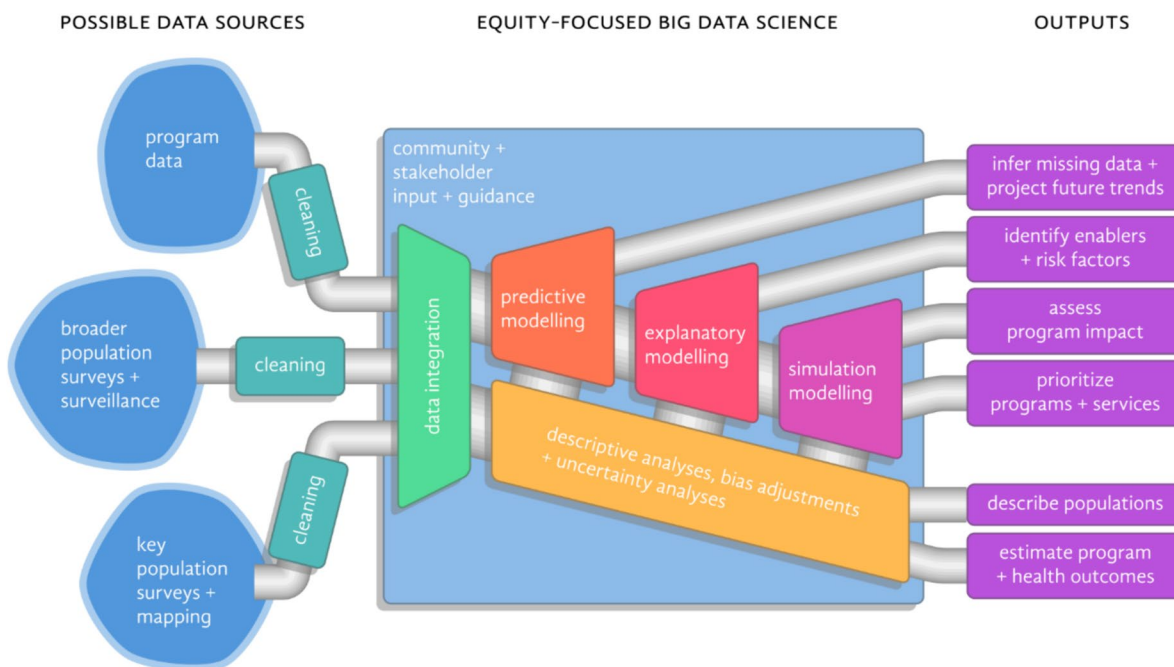 POSSIBLE DATA SOURCES
EQUITY-FOCUSED BIG DATA SCIENCE
OUTPUTS
program
data
cleaning
broader
population
surveys +
surveillance
cleaning
key
population
surveys +
mapping
cleaning
community +
stakeholder
input + guidance
data integration
predictive
modelling
explanatory
modelling
simulation
modelling
descriptive analyses, bias adjustments
+ uncertainty analyses
infer missing data +
project future trends
identify enablers
+ risk factors
assess
program impact
prioritize
programs + services
describe populations
estimate program
+ health outcomes